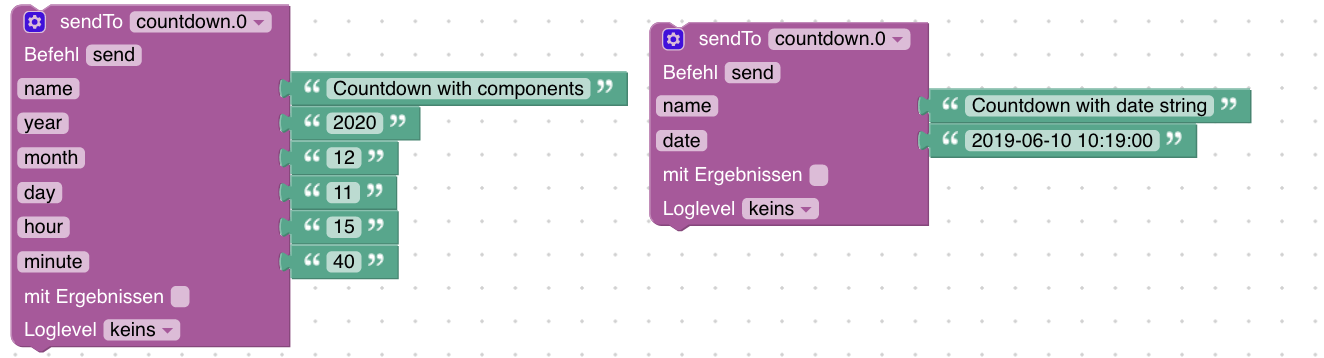 sendTo countdown.0
Befehl send
name “ Countdown with components ”
year “ 2020 ”
month “ 12 ”
day “ 11 ”
hour “ 15 ”
minute “ 40 ”
mit Ergebnissen
Loglevel keins
sendTo countdown.0
Befehl send
name “ Countdown with date string ”
date “ 2019-06-10 10:19:00 ”
mit Ergebnissen
Loglevel keins